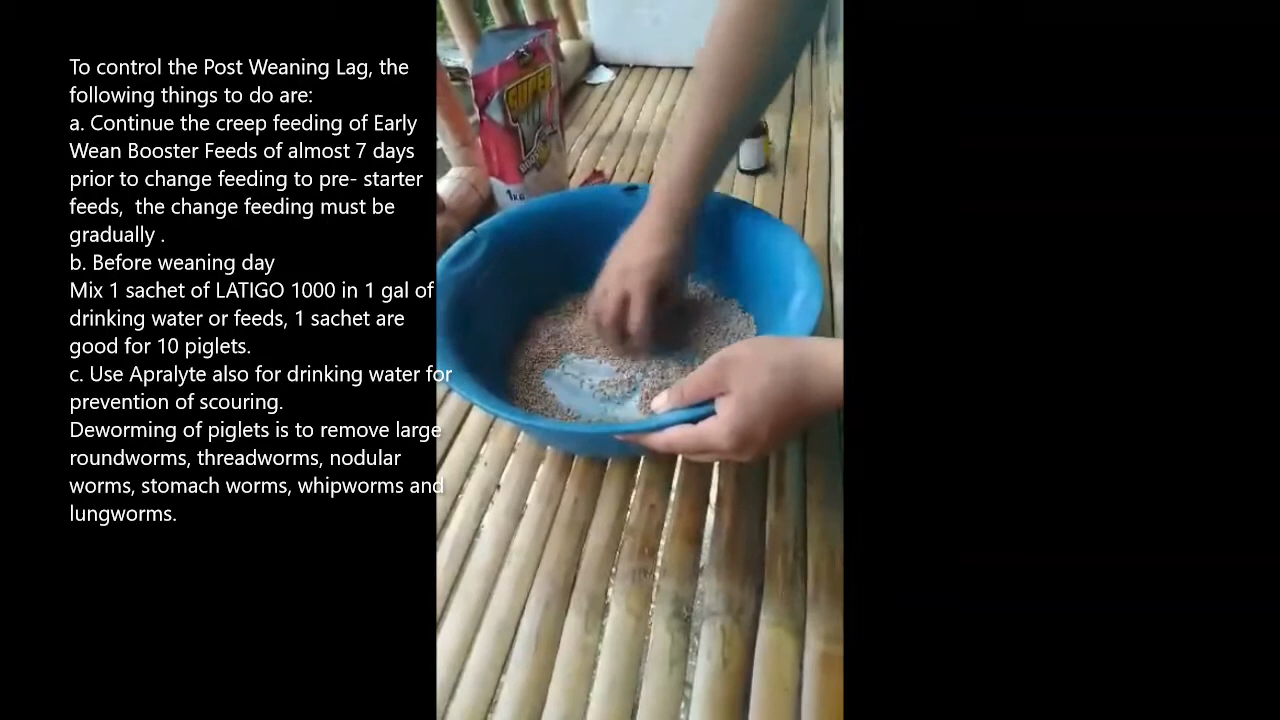 To control the Post Weaning Lag, the
following things to do are:
a. Continue the creep feeding of Early
Wean Booster Feeds of almost 7 days
prior to change feeding to pre- starter
feeds,  the change feeding must be
gradually .
b. Before weaning day
Mix 1 sachet of LATIGO 1000 in 1 gal of
drinking water or feeds, 1 sachet are
good for 10 piglets.
c. Use Apralyte also for drinking water for
prevention of scouring.
Deworming of piglets is to remove large
roundworms, threadworms, nodular
worms, stomach worms, whipworms and
lungworms.
SUPER
1KG